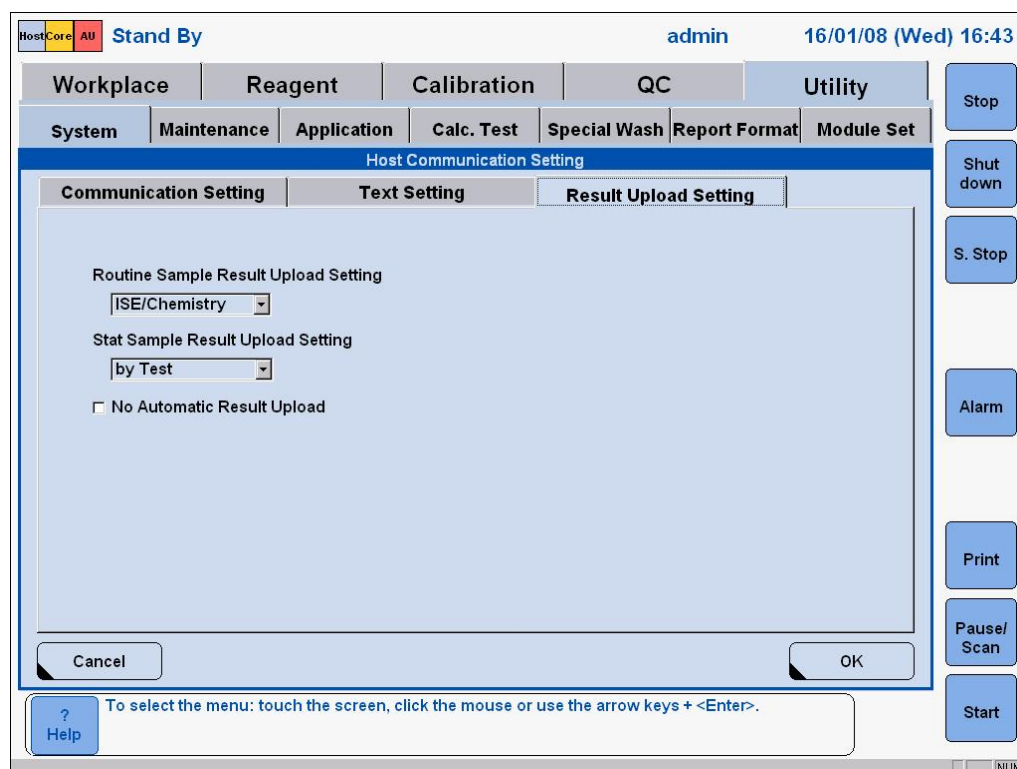 Host Core AU Stand By admin 16/01/08 (Wed) 16:43
Workplace Reagent Calibration QC Utility
System Maintenance Application Calc. Test Special Wash Report Format Module Set
Host Communication Setting
Communication Setting Text Setting Result Upload Setting
Routine Sample Result Upload Setting
ISE/Chemistry
Stat Sample Result Upload Setting
by Test
No Automatic Result Upload
Cancel OK
? Help
To select the menu: touch the screen, click the mouse or use the arrow keys + <Enter>.
Stop
Shut
down
S. Stop
Alarm
Print
Pause/
Scan
Start